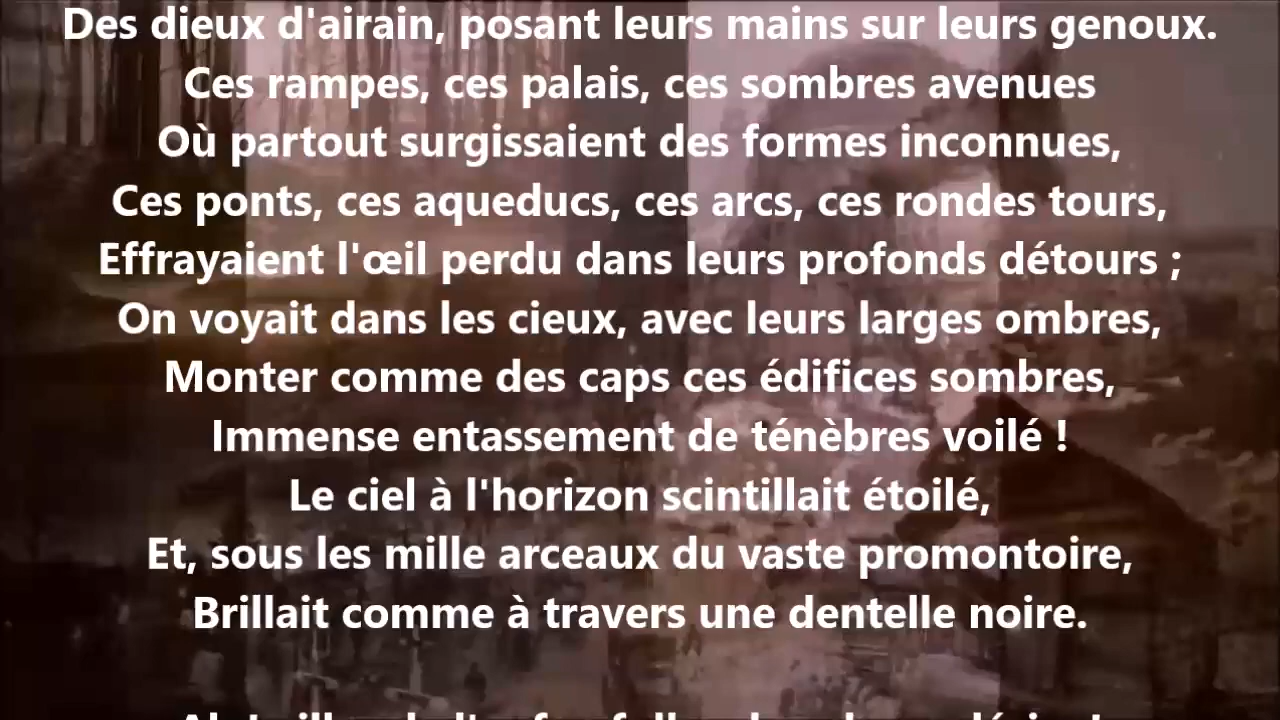 Des dieux d'airain, posant leurs mains sur leurs genoux.
Ces rampes, ces palais, ces sombres avenues
Où partout surgissaient des formes inconnues,
Ces ponts, ces aqueducs, ces arcs, ces rondes tours,
Effrayaient l'œil perdu dans leurs profonds détours ;
On voyait dans les cieux, avec leurs larges ombres,
Monter comme des caps ces édifices sombres,
Immense entassement de ténèbres voilé !
Le ciel à l'horizon scintillait étoilé,
Et, sous les mille arceaux du vaste promontoire,
Brillait comme à travers une dentelle noire.